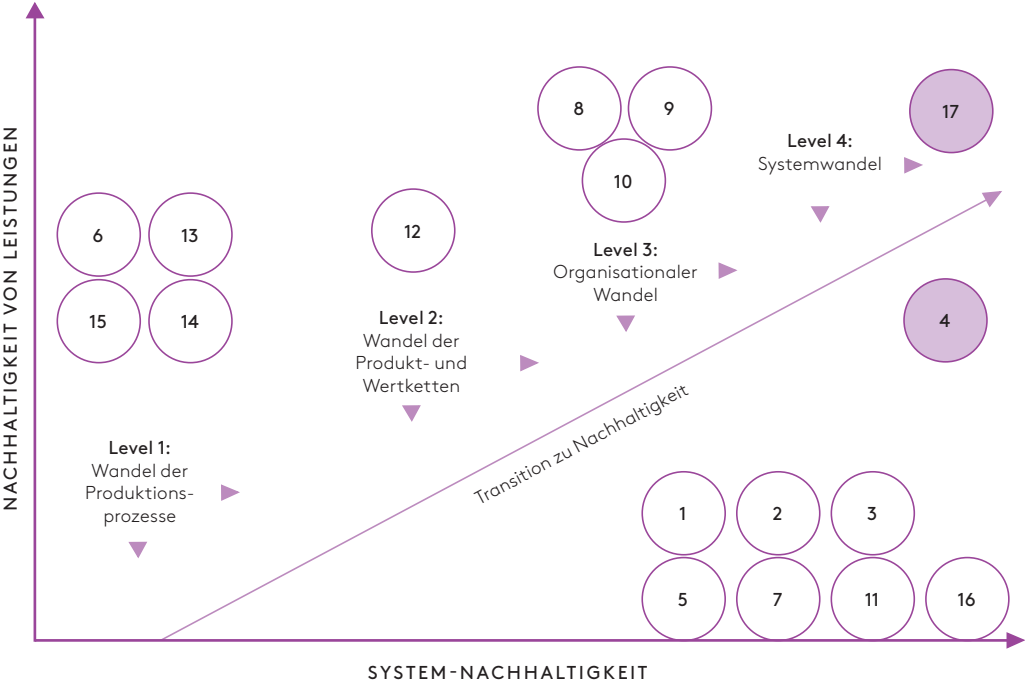 NACHHALTIGKEIT VON LEISTUNGEN
8
9
17
10
Level 4:
Systemwandel
6
13
12
15
14
Level 3:
Organisationaler
Wandel
4
Level 2:
Wandel der
Produkt- und
Wertketten
Transition zu Nachhaltigkeit
Level 1:
Wandel der
Produktions-
prozesse
1
2
3
5
7
11
16
SYSTEM-NACHHALTIGKEIT